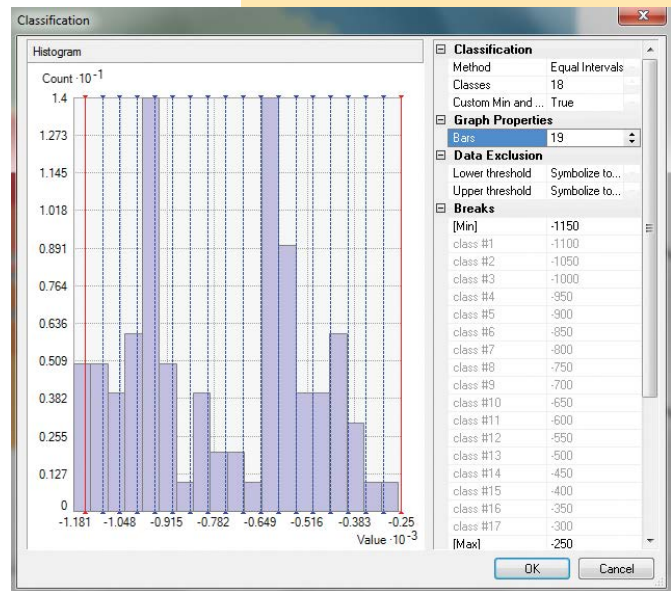 Classification
Histogram
Count ·10⁻¹
1.4
1.273
1.145
1.018
0.891
0.764
0.636
0.509
0.382
0.255
0.127
0
-1.181 -1.048 -0.915 -0.782 -0.649 -0.516 -0.383 -0.25
Value ·10⁻³
Classification
Method Equal Intervals
Classes 18
Custom Min and ... True
Graph Properties
Bars 19
Data Exclusion
Lower threshold Symbolize to...
Upper threshold Symbolize to...
Breaks
[Min] -1150
class #1 -1100
class #2 -1050
class #3 -1000
class #4 -950
class #5 -900
class #6 -850
class #7 -800
class #8 -750
class #9 -700
class #10 -650
class #11 -600
class #12 -550
class #13 -500
class #14 -450
class #15 -400
class #16 -350
class #17 -300
[Max] -250
OK Cancel